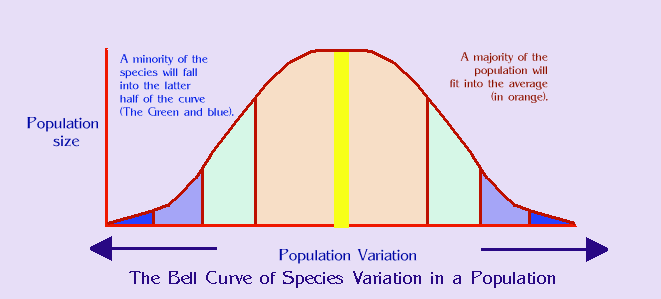 A minority of the
species will fall
into the latter
half of the curve
(The Green and blue).
A majority of the
population will
fit into the average
(in orange).
Population
size
Population Variation
The Bell Curve of Species Variation in a Population